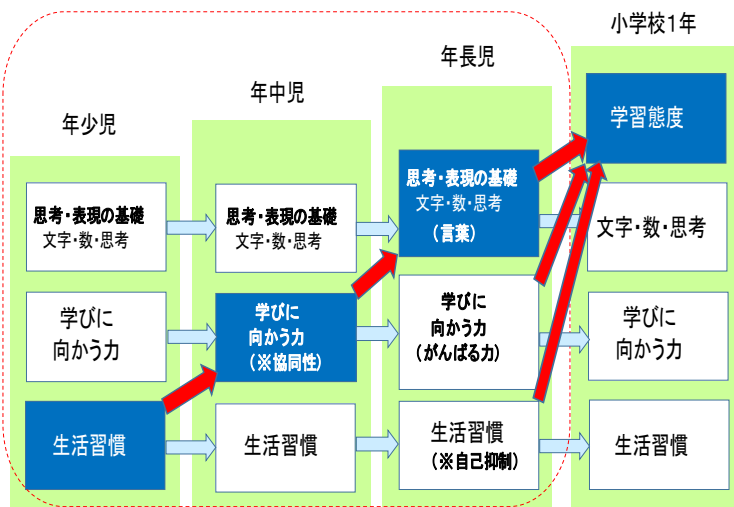 年少児
思考・表現の基礎
文字・数・思考
学びに
向かう力
生活習慣
年中児
思考・表現の基礎
文字・数・思考
学びに
向かう力
（※協同性）
生活習慣
年長児
思考・表現の基礎
文字・数・思考
（言葉）
学びに
向かう力
（がんばる力）
生活習慣
（※自己抑制）
小学校１年
学習態度
文字・数・思考
学びに
向かう力
生活習慣